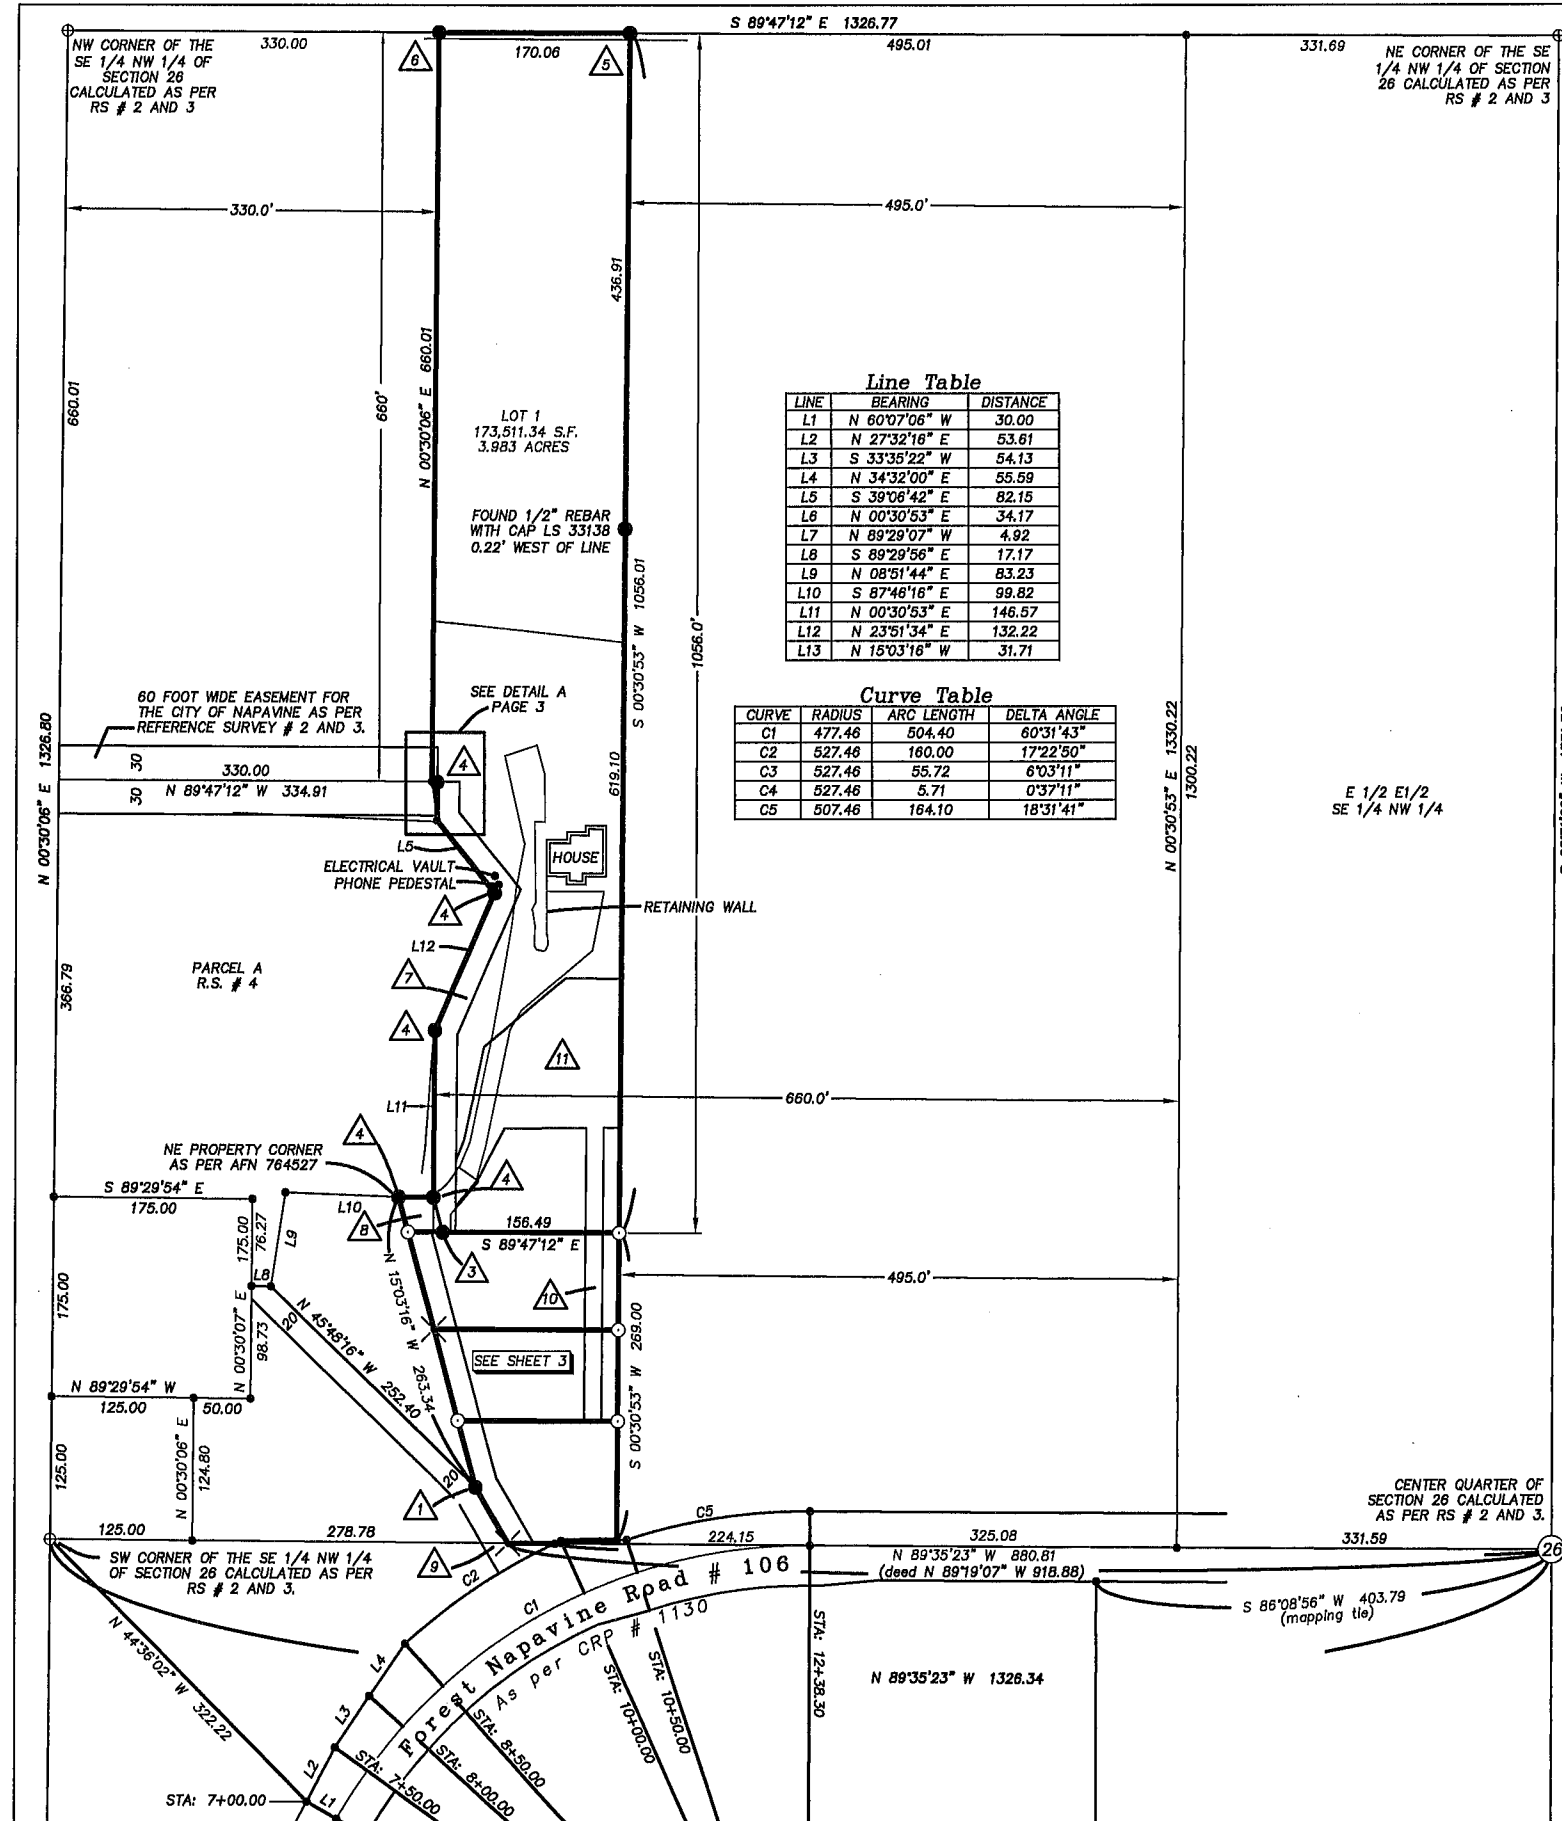 S 89°47'12" E 1326.77
330.00
170.06
495.01
331.69
NW CORNER OF THE
SE 1/4 NW 1/4 OF
SECTION 26
CALCULATED AS PER
RS # 2 AND 3
6
5
NE CORNER OF THE SE
1/4 NW 1/4 OF SECTION
26 CALCULATED AS PER
RS # 2 AND 3
330.0'
495.0'
436.91
660.01
N 00°30'06" E 660.01
660'
LOT 1
173,511.34 S.F.
3.983 ACRES
FOUND 1/2" REBAR
WITH CAP LS 33138
0.22' WEST OF LINE
S 00°30'53" W 1056.01
1056.0'
Line Table
LINE BEARING DISTANCE
L1 N 60°07'06" W 30.00
L2 N 27°32'16" E 53.61
L3 S 33°35'22" W 54.13
L4 N 34°32'00" E 55.59
L5 S 39°06'42" E 82.15
L6 N 00°30'53" E 34.17
L7 N 89°29'07" W 4.92
L8 S 89°29'56" E 17.17
L9 N 08°51'44" E 83.23
L10 S 87°46'16" E 99.82
L11 N 00°30'53" E 146.57
L12 N 23°51'34" E 132.22
L13 N 15°03'16" W 31.71
Curve Table
CURVE RADIUS ARC LENGTH DELTA ANGLE
C1 477.46 504.40 60°31'43"
C2 527.46 160.00 17°22'50"
C3 527.46 55.72 6°03'11"
C4 527.46 5.71 0°37'11"
C5 507.46 164.10 18°31'41"
60 FOOT WIDE EASEMENT FOR
THE CITY OF NAPAVINE AS PER
REFERENCE SURVEY # 2 AND 3.
SEE DETAIL A
PAGE 3
4
N 00°30'06" E 1326.80
30
330.00
N 89°47'12" W 334.91
30
619.10
N 00°30'53" E 1330.22
1300.22
E 1/2 E1/2
SE 1/4 NW 1/4
L5
HOUSE
ELECTRICAL VAULT
PHONE PEDESTAL
4
RETAINING WALL
L12
7
PARCEL A
R.S. # 4
366.79
4
11
660.0'
L11
4
NE PROPERTY CORNER
AS PER AFN 764527
4
S 89°29'54" E
175.00
L10
8
156.49
S 89°47'12" E
3
175.00
76.27
L9
L8
495.0'
175.00
N 15°03'16" W 263.34
10
N 45°48'16" W 252.40
20
N 00°30'07" E
98.73
SEE SHEET 3
S 00°30'53" W 269.00
N 89°29'54" W
125.00
50.00
125.00
N 00°30'06" E
124.80
20
1
CENTER QUARTER OF
SECTION 26 CALCULATED
AS PER RS # 2 AND 3.
125.00
278.78
C5
224.15
325.08
331.59
26
9
SW CORNER OF THE SE 1/4 NW 1/4
OF SECTION 26 CALCULATED AS PER
RS # 2 AND 3.
N 89°35'23" W 880.81
(deed N 89°19'07" W 918.88)
S 86°08'56" W 403.79
(mapping tie)
C2
C1
Forest Napavine Road # 106
As per CRP # 1130
N 44°36'02" W 322.22
L4
L3
L2
L1
STA: 7+00.00
STA: 7+50.00
STA: 8+00.00
STA: 8+50.00
STA: 10+00.00
STA: 10+50.00
STA: 12+38.30
N 89°35'23" W 1326.34